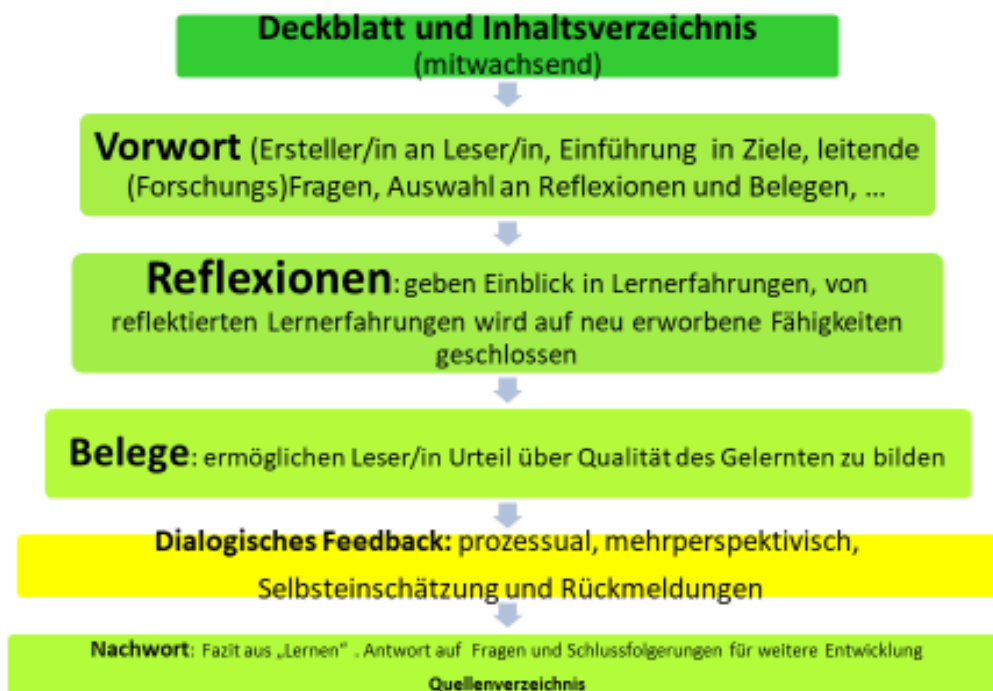 Deckblatt und Inhaltsverzeichnis
(mitwachsend)
Vorwort (Ersteller/in an Leser/in, Einführung in Ziele, leitende
(Forschungs)Fragen, Auswahl an Reflexionen und Belegen, ...
Reflexionen: geben Einblick in Lernerfahrungen, von
reflektierten Lernerfahrungen wird auf neu erworbene Fähigkeiten
geschlossen
Belege: ermöglichen Leser/in Urteil über Qualität des Gelernten zu bilden
Dialogisches Feedback: prozessual, mehrperspektivisch,
Selbsteinschätzung und Rückmeldungen
Nachwort: Fazit aus „Lernen“ . Antwort auf Fragen und Schlussfolgerungen für weitere Entwicklung
Quellenverzeichnis